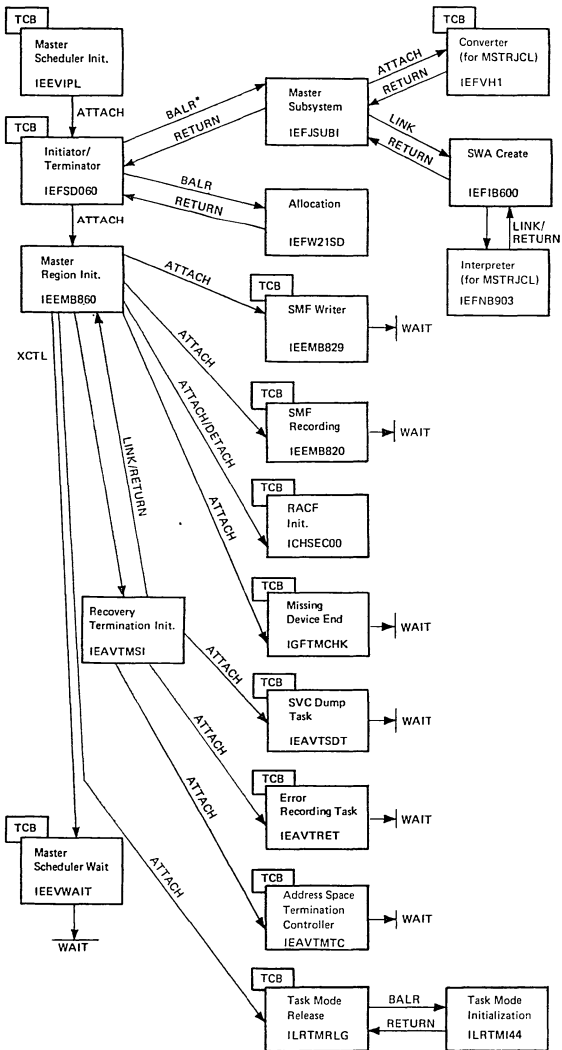 TCB
Master
Scheduler Init.
IEEVIPL
ATTACH
TCB
Initiator/
Terminator
IEFSD060
ATTACH
Master
Region Init.
IEEMB860
XCTL
BALR*
RETURN
Master
Subsystem
IEFJSUBI
ATTACH
RETURN
TCB
Converter
(for MSTRJCL)
IEFVH1
LINK
RETURN
SWA Create
IEFIB600
LINK/
RETURN
Interpreter
(for MSTRJCL)
IEFNB903
BALR
RETURN
Allocation
IEFW21SD
ATTACH
TCB
SMF Writer
IEEMB829
WAIT
ATTACH
TCB
SMF
Recording
IEEMB820
WAIT
ATTACH/DETACH
TCB
RACF
Init.
ICHSEC00
ATTACH
TCB
Missing
Device End
IGFTMCHK
WAIT
LINK/RETURN
Recovery
Termination Init.
IEAVTMSI
ATTACH
TCB
SVC Dump
Task
IEAVTSDT
WAIT
ATTACH
TCB
Error
Recording Task
IEAVTRET
WAIT
ATTACH
TCB
Address Space
Termination
Controller
IEAVTMTC
WAIT
TCB
Master
Scheduler Wait
IEEVWAIT
WAIT
ATTACH
TCB
Task Mode
Release
ILRTMRLG
BALR
RETURN
Task Mode
Initialization
ILRTMI44